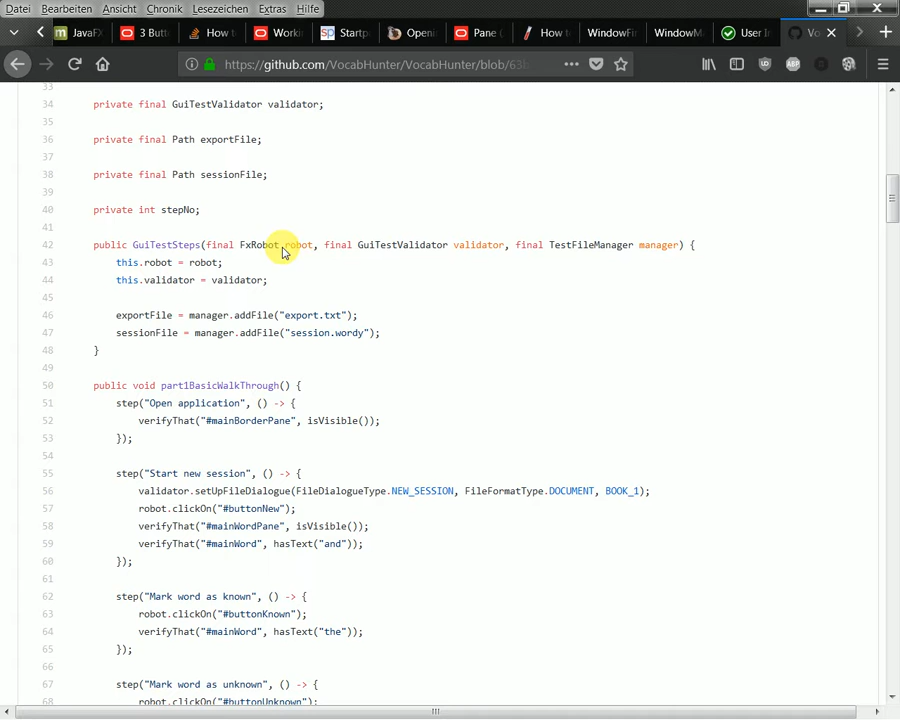 Datei Bearbeiten Ansicht Chronik Lesezeichen Extras Hilfe
JavaFX 3 Butt How to Workin Startp Openi Pane ( How to WindowFir WindowM User In Vo
https://github.com/VocabHunter/VocabHunter/blob/63b
33
34 private final GuiTestValidator validator;
35
36 private final Path exportFile;
37
38 private final Path sessionFile;
39
40 private int stepNo;
41
42 public GuiTestSteps(final FxRobot robot, final GuiTestValidator validator, final TestFileManager manager) {
43 this.robot = robot;
44 this.validator = validator;
45
46 exportFile = manager.addFile("export.txt");
47 sessionFile = manager.addFile("session.wordy");
48 }
49
50 public void part1BasicWalkThrough() {
51 step("Open application", () -> {
52 verifyThat("#mainBorderPane", isVisible());
53 });
54
55 step("Start new session", () -> {
56 validator.setUpFileDialogue(FileDialogueType.NEW_SESSION, FileFormatType.DOCUMENT, BOOK_1);
57 robot.clickOn("#buttonNew");
58 verifyThat("#mainWordPane", isVisible());
59 verifyThat("#mainWord", hasText("and"));
60 });
61
62 step("Mark word as known", () -> {
63 robot.clickOn("#buttonKnown");
64 verifyThat("#mainWord", hasText("the"));
65 });
66
67 step("Mark word as unknown", () -> {
68 robot.clickOn("#buttonUnknown");